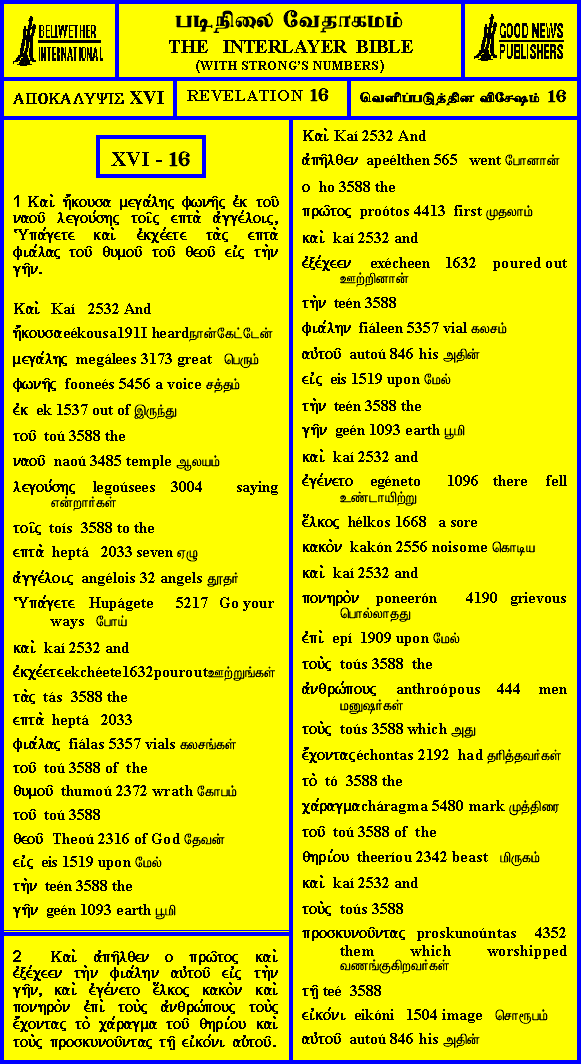 BELLWETHER
INTERNATIONAL
படிநிலை வேதாகமம்
THE INTERLAYER BIBLE
(WITH STRONG'S NUMBERS)
GOOD NEWS
PUBLISHERS
ΑΠΟΚΑΛΥΨΙΣ XVI
REVELATION 16
வெளிப்படுத்தின விசேஷம் 16
XVI - 16
1 Καὶ ἤκουσα μεγάλης φωνῆς ἐκ τοῦ
ναοῦ λεγούσης τοῖς επτὰ ἀγγέλοις,
Ὑπάγετε καὶ ἐκχέετε τὰς επτὰ
φιάλας τοῦ θυμοῦ τοῦ θεοῦ εἰς τὴν
γῆν.
Καὶ Kaí 2532 And
ἤκουσα eékousa191I heardநான்கேட்டேன்
μεγάλης megálees 3173 great பெரும்
φωνῆς fooneés 5456 a voice சத்தம்
ἐκ ek 1537 out of இருந்து
τοῦ toú 3588 the
ναοῦ naoú 3485 temple ஆலயம்
λεγούσης legoúsees 3004 saying
என்றார்கள்
τοῖς toís 3588 to the
επτὰ heptá 2033 seven ஏழு
ἀγγέλοις angélois 32 angels தூதர்
Ὑπάγετε Hupágete 5217 Go your
ways போய்
καὶ kaí 2532 and
ἐκχέετε ekchéete1632pouroutஊற்றுங்கள்
τὰς tás 3588 the
επτὰ heptá 2033
φιάλας fiálas 5357 vials கலசங்கள்
τοῦ toú 3588 of the
θυμοῦ thumoú 2372 wrath கோபம்
τοῦ toú 3588
θεοῦ Theoú 2316 of God தேவன்
εἰς eis 1519 upon மேல்
τὴν teén 3588 the
γῆν geén 1093 earth பூமி
2 Καὶ ἀπῆλθεν ο πρῶτος καὶ
ἐξέχεεν τὴν φιάλην αὐτοῦ εἰς τὴν
γῆν, καὶ ἐγένετο ἕλκος κακὸν καὶ
πονηρὸν ἐπὶ τοὺς ἀνθρώπους τοὺς
ἔχοντας τὸ χάραγμα τοῦ θηρίου καὶ
τοὺς προσκυνοῦντας τῇ εἰκόνι αὐτοῦ.
Καὶ Kaí 2532 And
ἀπῆλθεν apeélthen 565 went போனான்
ο ho 3588 the
πρῶτος proótos 4413 first முதலாம்
καὶ kaí 2532 and
ἐξέχεεν exécheen 1632 poured out
ஊற்றினான்
τὴν teén 3588
φιάλην fiáleen 5357 vial கலசம்
αὐτοῦ autoú 846 his அதின்
εἰς eis 1519 upon மேல்
τὴν teén 3588 the
γῆν geén 1093 earth பூமி
καὶ kaí 2532 and
ἐγένετο egéneto 1096 there fell
உண்டாயிற்று
ἕλκος hélkos 1668 a sore
κακὸν kakón 2556 noisome கொடிய
καὶ kaí 2532 and
πονηρὸν poneerón 4190 grievous
பொல்லாதது
ἐπὶ epí 1909 upon மேல்
τοὺς toús 3588 the
ἀνθρώπους anthroópous 444 men
மனுஷர்கள்
τοὺς toús 3588 which அது
ἔχοντας échontas 2192 had தரித்தவர்கள்
τὸ tó 3588 the
χάραγμα cháragma 5480 mark முத்திரை
τοῦ toú 3588 of the
θηρίου theeríou 2342 beast மிருகம்
καὶ kaí 2532 and
τοὺς toús 3588
προσκυνοῦντας proskunoúntas 4352
them which worshipped
வணங்குகிறவர்கள்
τῇ teé 3588
εἰκόνι eikóni 1504 image சொரூபம்
αὐτοῦ autoú 846 his அதின்